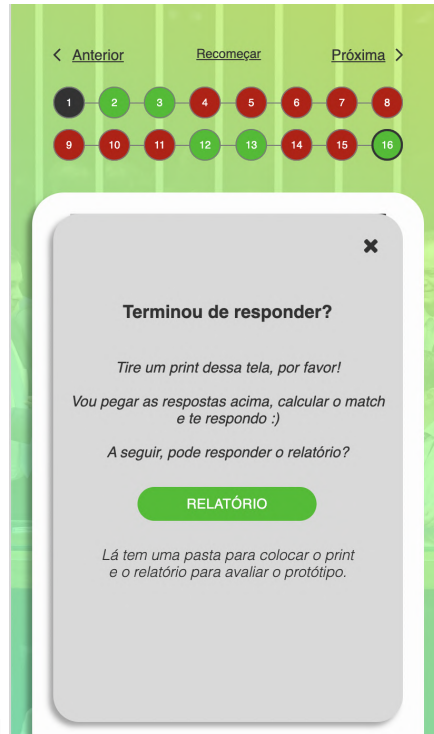 Anterior Recomeçar Próxima
1 2 3 4 5 6 7 8
9 10 11 12 13 14 15 16
Terminou de responder?
Tire um print dessa tela, por favor!
Vou pegar as respostas acima, calcular o match
e te respondo :)
A seguir, pode responder o relatório?
RELATÓRIO
Lá tem uma pasta para colocar o print
e o relatório para avaliar o protótipo.